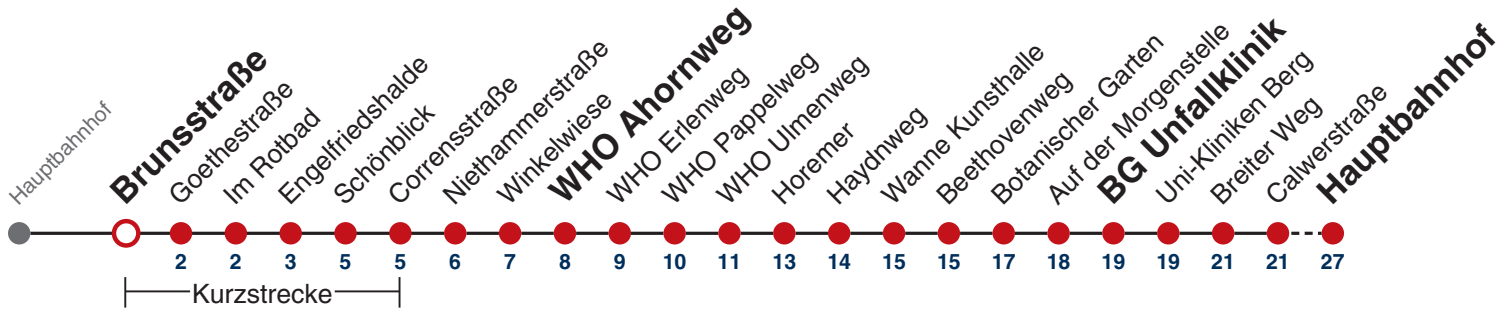 Hauptbahnhof
Brunsstraße
Goethestraße
Im Rotbad
Engelfriedshalde
Schönblick
Corrensstraße
Niethammerstraße
Winkelwiese
WHO Ahornweg
WHO Erlenweg
WHO Pappelweg
WHO Ulmenweg
Horemer
Haydnweg
Wanne Kunsthalle
Beethovenweg
Botanischer Garten
Auf der Morgenstelle
BG Unfallklinik
Uni-Kliniken Berg
Breiter Weg
Calwerstraße
Hauptbahnhof
2 2 3 5 5 6 7 8 9 10 11 13 14 15 15 17 18 19 19 21 21 27
Kurzstrecke